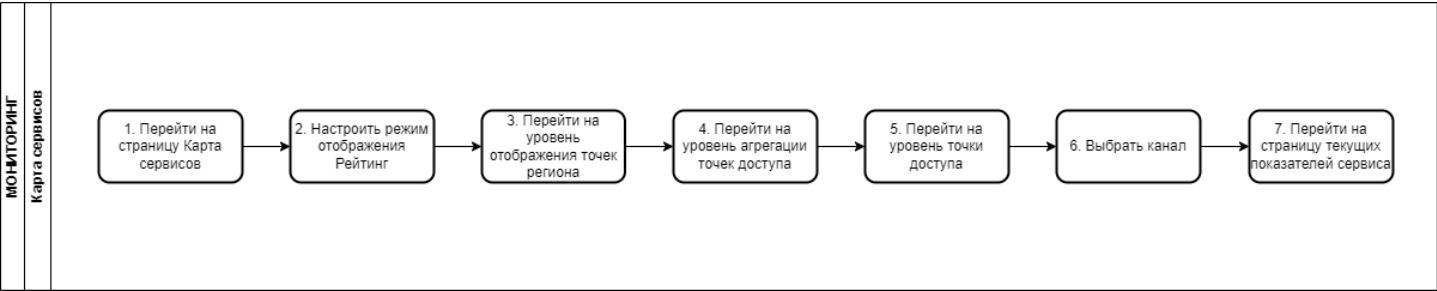 МОНИТОРИНГ
Карта сервисов
1. Перейти на
страницу Карта
сервисов
2. Настроить режим
отображения
Рейтинг
3. Перейти на
уровень
отображения точек
региона
4. Перейти на
уровень агрегации
точек доступа
5. Перейти на
уровень точки
доступа
6. Выбрать канал
7. Перейти на
страницу текущих
показателей сервиса